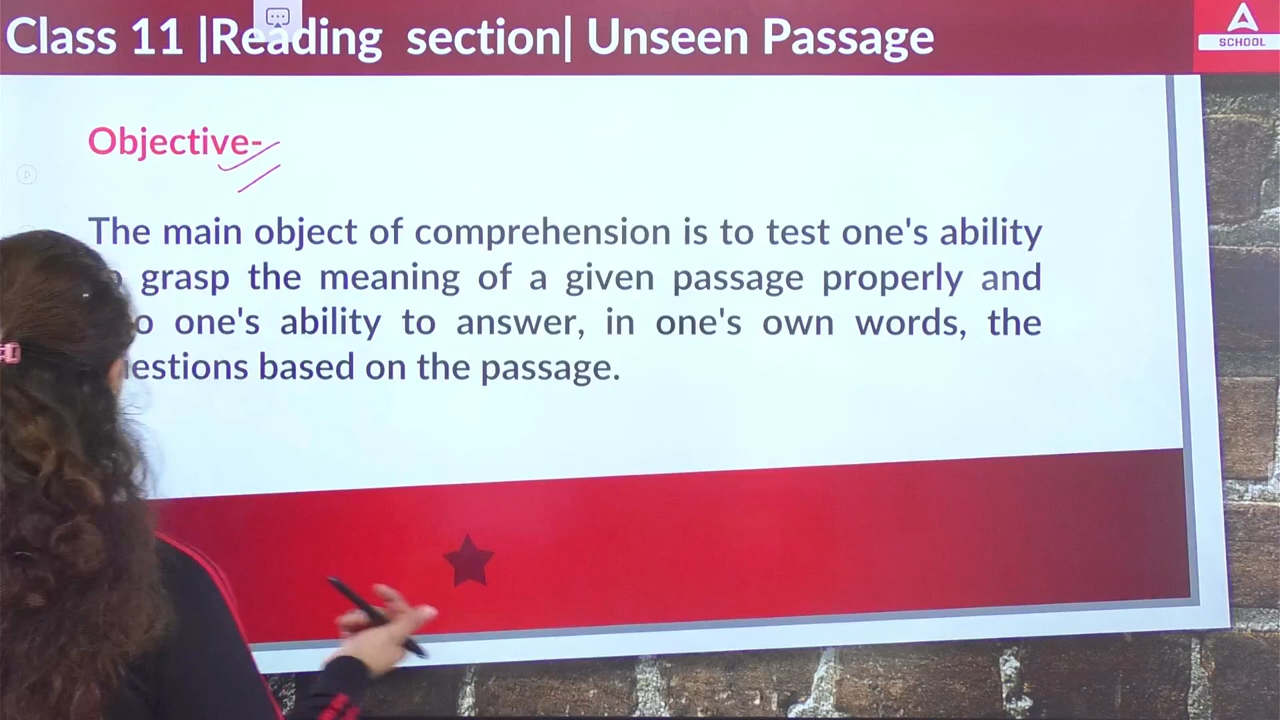 Class 11 |Reading section| Unseen Passage
SCHOOL
Objective-
The main object of comprehension is to test one's ability
grasp the meaning of a given passage properly and
one's ability to answer, in one's own words, the
based on the passage.